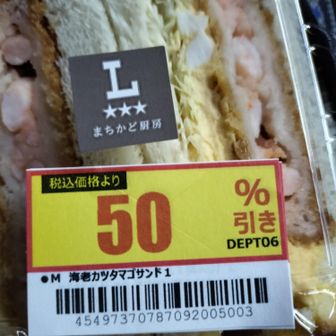 L
★★★
まちかど厨房
税込価格より
50
%
引き
DEPT06
●M 海老カツタマゴサンド1
45497370787092005003